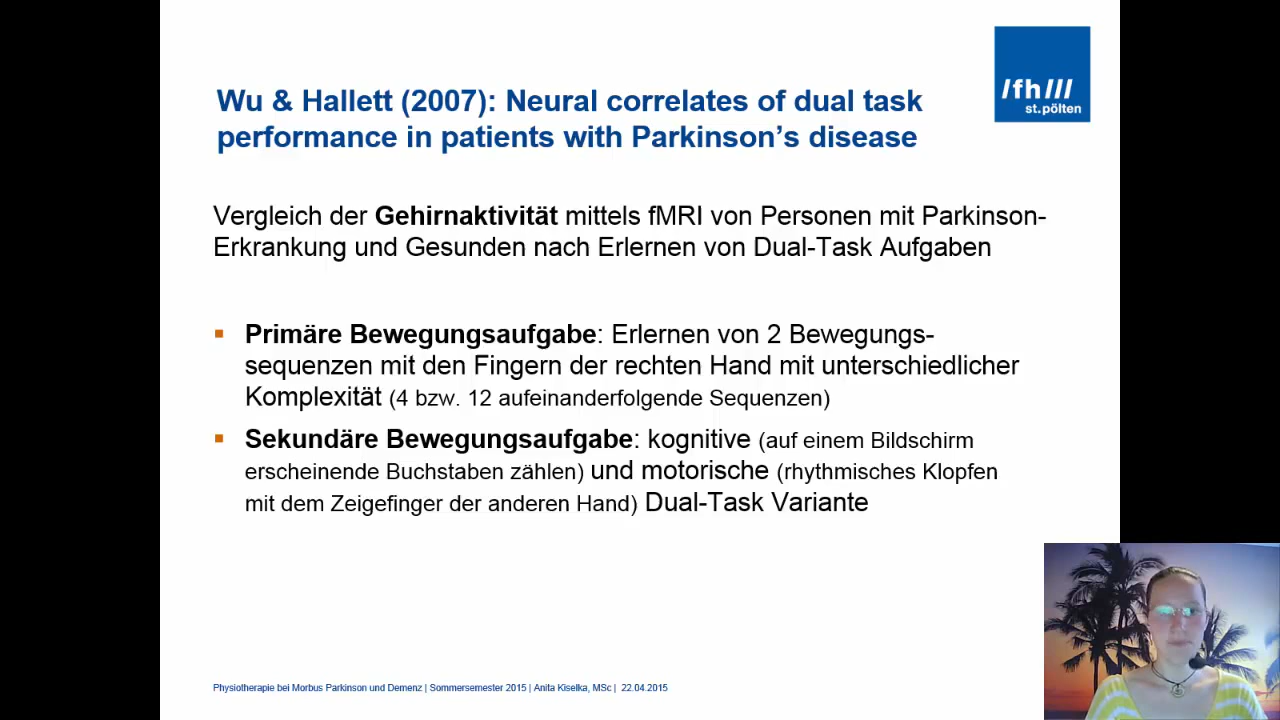 /fh///
st.pölten
Wu & Hallett (2007): Neural correlates of dual task
performance in patients with Parkinson's disease
Vergleich der Gehirnaktivität mittels fMRI von Personen mit Parkinson-
Erkrankung und Gesunden nach Erlernen von Dual-Task Aufgaben
Primäre Bewegungsaufgabe: Erlernen von 2 Bewegungs-
sequenzen mit den Fingern der rechten Hand mit unterschiedlicher
Komplexität (4 bzw. 12 aufeinanderfolgende Sequenzen)
Sekundäre Bewegungsaufgabe: kognitive (auf einem Bildschirm
erscheinende Buchstaben zählen) und motorische (rhythmisches Klopfen
mit dem Zeigefinger der anderen Hand) Dual-Task Variante
Physiotherapie bei Morbus Parkinson und Demenz | Sommersemester 2015 | Anita Kiselka, MSc | 22.04.2015